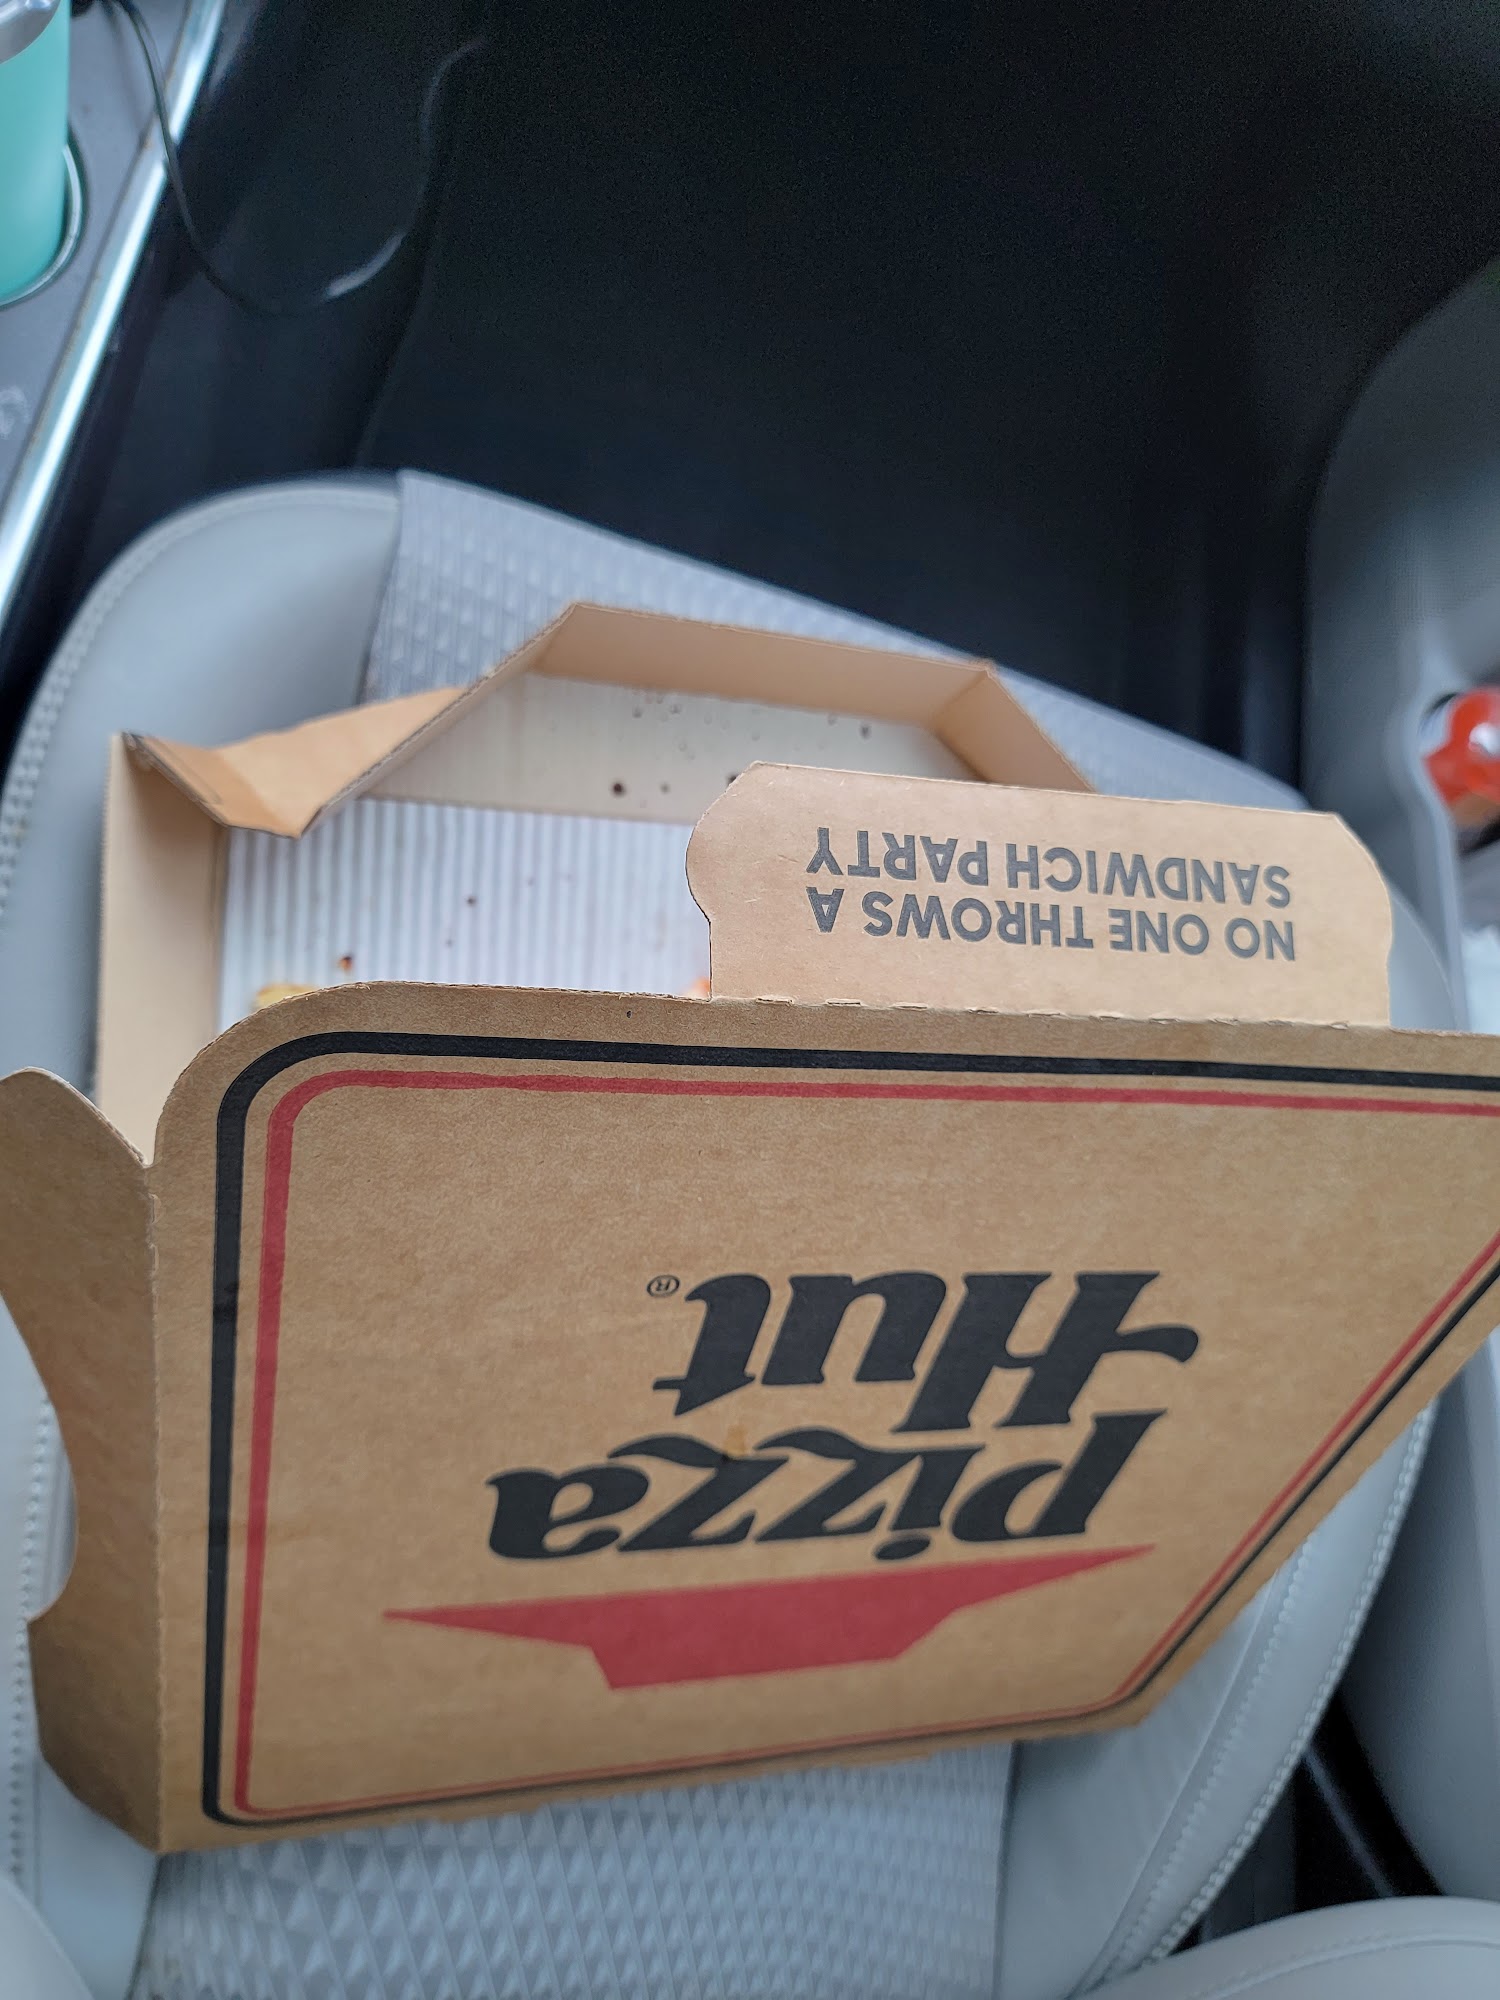 Pizza
Hut®
NO ONE THROWS A
SANDWICH PARTY